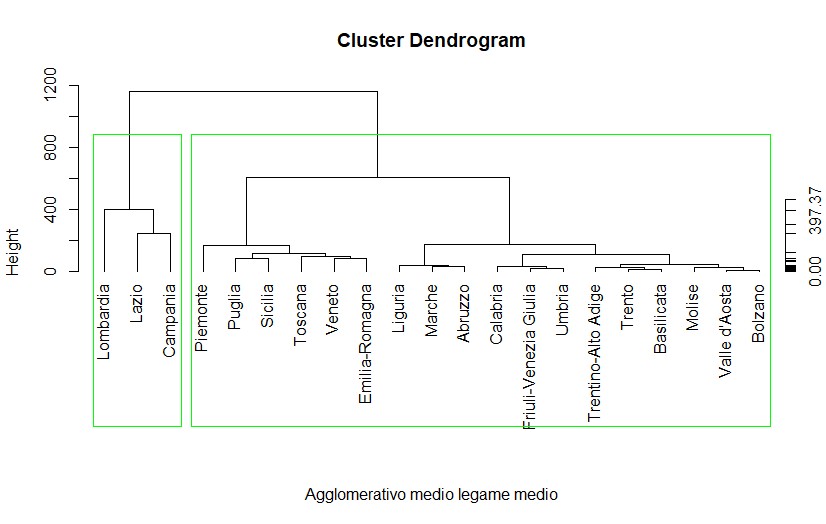 Cluster Dendrogram
Height
1200
800
400
0
Lombardia
Lazio
Campania
Piemonte
Puglia
Sicilia
Toscana
Veneto
Emilia-Romagna
Liguria
Marche
Abruzzo
Calabria
Friuli-Venezia Giulia
Umbria
Trentino-Alto Adige
Trento
Basilicata
Molise
Valle d'Aosta
Bolzano
397.37
0.00
Agglomerativo medio legame medio